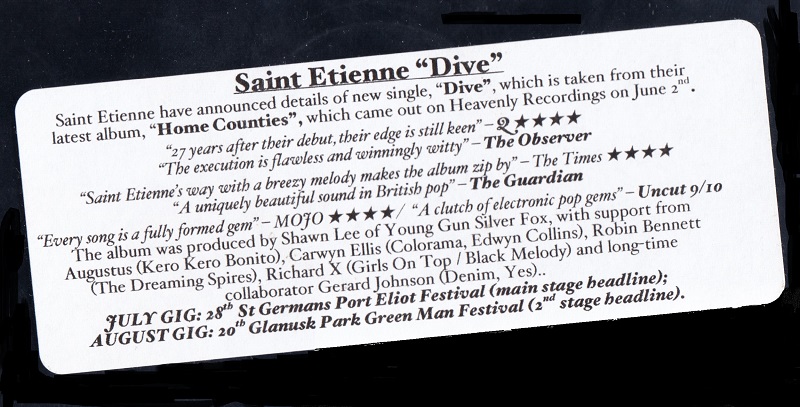 Saint Etienne “Dive”
Saint Etienne have announced details of new single, “Dive”, which is taken from their
latest album, “Home Counties”, which came out on Heavenly Recordings on June 2nd.
“27 years after their debut, their edge is still keen” – Q ★★★★
“The execution is flawless and winningly witty” – The Observer
“Saint Etienne’s way with a breezy melody makes the album zip by” – The Times ★★★★
“A uniquely beautiful sound in British pop” – The Guardian
“Every song is a fully formed gem” – MOJO ★★★★/ “A clutch of electronic pop gems” – Uncut 9/10
The album was produced by Shawn Lee of Young Gun Silver Fox, with support from
Augustus (Kero Kero Bonito), Carwyn Ellis (Colorama, Edwyn Collins), Robin Bennett
(The Dreaming Spires), Richard X (Girls On Top / Black Melody) and long-time
collaborator Gerard Johnson (Denim, Yes)..
JULY GIG: 28th St Germans Port Eliot Festival (main stage headline);
AUGUST GIG: 20th Glanusk Park Green Man Festival (2nd stage headline).